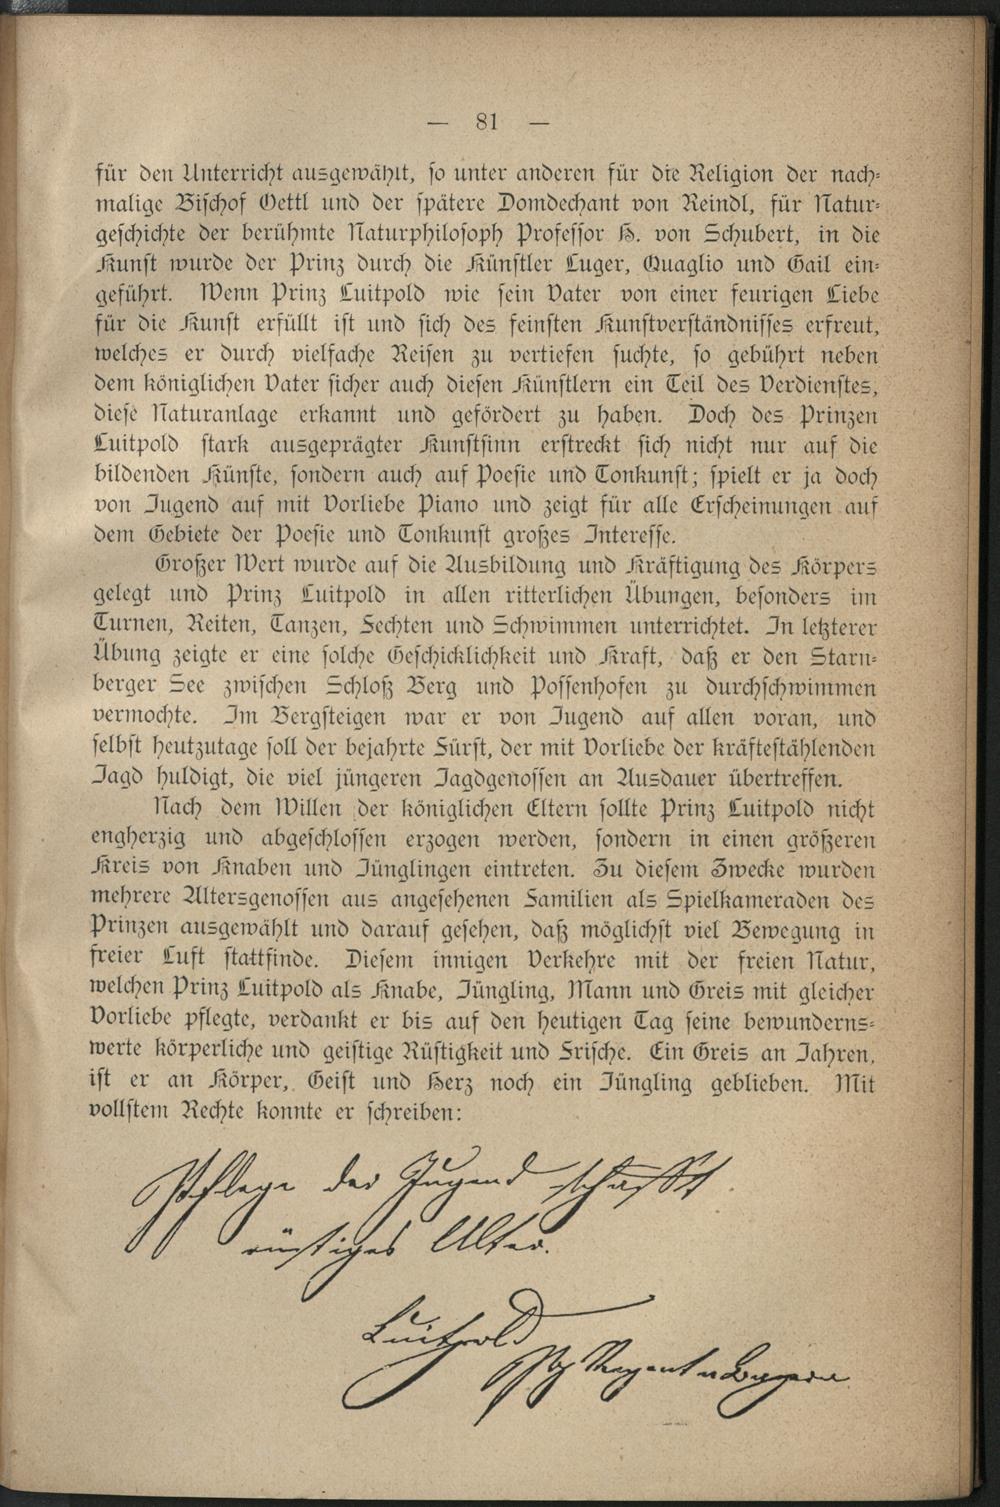 — 81 —
für den Unterricht ausgewählt, so unter anderen für die Religion der nach-
malige Bischof Oettl und der spätere Domdechant von Reindl, für Natur-
geschichte der berühmte Naturphilosoph Professor H. von Schubert, in die
Kunst wurde der Prinz durch die Künstler Luger, Quaglio und Gail ein-
geführt. Wenn Prinz Luitpold wie sein Vater von einer feurigen Liebe
für die Kunst erfüllt ist und sich des feinsten Kunstverständnisses erfreut,
welches er durch vielfache Reisen zu vertiefen suchte, so gebührt neben
dem königlichen Vater sicher auch diesen Künstlern ein Teil des Verdienstes,
diese Naturanlage erkannt und gefördert zu haben. Doch des Prinzen
Luitpold stark ausgeprägter Kunstsinn erstreckt sich nicht nur auf die
bildenden Künste, sondern auch auf Poesie und Tonkunst; spielt er ja doch
von Jugend auf mit Vorliebe Piano und zeigt für alle Erscheinungen auf
dem Gebiete der Poesie und Tonkunst großes Interesse.
Großer Wert wurde auf die Ausbildung und Kräftigung des Körpers
gelegt und Prinz Luitpold in allen ritterlichen Übungen, besonders im
Turnen, Reiten, Tanzen, Fechten und Schwimmen unterrichtet. In letzterer
Übung zeigte er eine solche Geschicklichkeit und Kraft, daß er den Starn-
berger See zwischen Schloß Berg und Possenhofen zu durchschwimmen
vermochte. Im Bergsteigen war er von Jugend auf allen voran, und
selbst heutzutage soll der bejahrte Fürst, der mit Vorliebe der kräftestählenden
Jagd huldigt, die viel jüngeren Jagdgenossen an Ausdauer übertreffen.
Nach dem Willen der königlichen Eltern sollte Prinz Luitpold nicht
engherzig und abgeschlossen erzogen werden, sondern in einen größeren
Kreis von Knaben und Jünglingen eintreten. Zu diesem Zwecke wurden
mehrere Altersgenossen aus angesehenen Familien als Spielkameraden des
Prinzen ausgewählt und darauf gesehen, daß möglichst viel Bewegung in
freier Luft stattfinde. Diesem innigen Verkehre mit der freien Natur,
welchen Prinz Luitpold als Knabe, Jüngling, Mann und Greis mit gleicher
Vorliebe pflegte, verdankt er bis auf den heutigen Tag seine bewunderns-
werte körperliche und geistige Rüstigkeit und Frische. Ein Greis an Jahren,
ist er an Körper, Geist und Herz noch ein Jüngling geblieben. Mit
vollstem Rechte konnte er schreiben:
Pflege der Jugend schafft
rüstiges Alter.
Luitpold
Pz Regent v Bayern